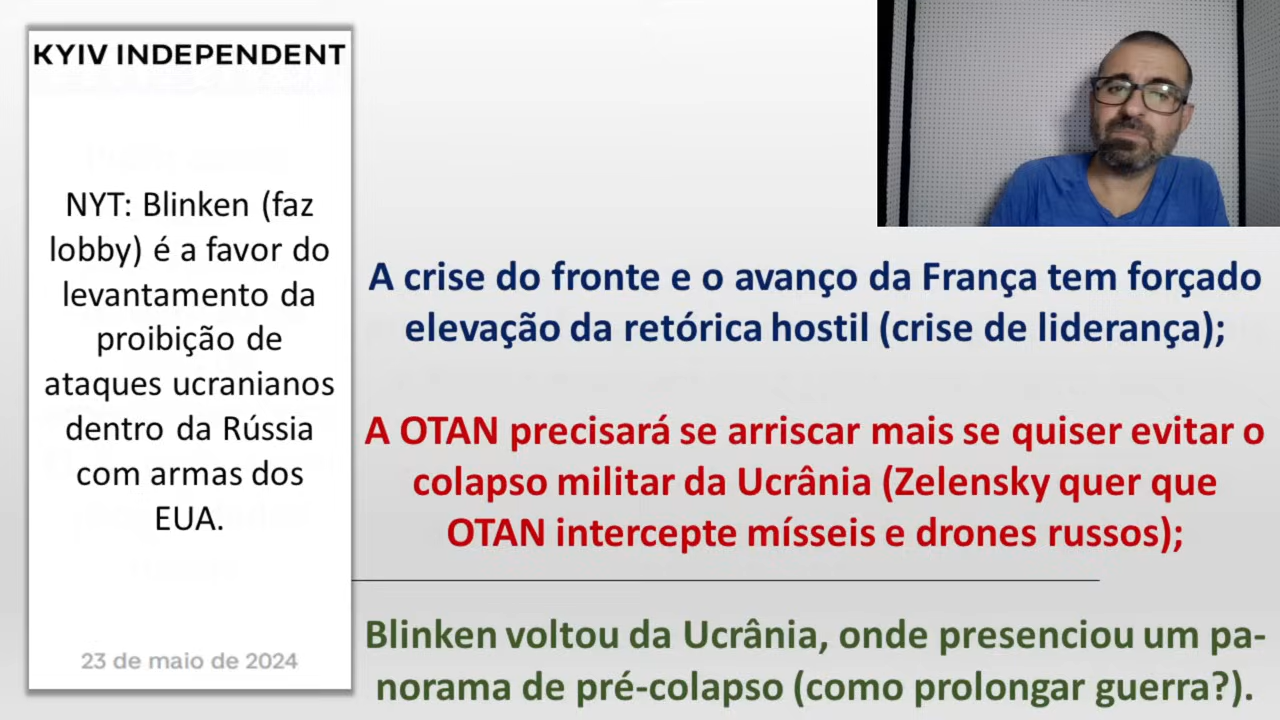 KYIV INDEPENDENT
NYT: Blinken (faz
lobby) é a favor do
levantamento da
proibição de
ataques ucranianos
dentro da Rússia
com armas dos
EUA.
23 de maio de 2024
A crise do fronte e o avanço da França tem forçado
elevação da retórica hostil (crise de liderança);
A OTAN precisará se arriscar mais se quiser evitar o
colapso militar da Ucrânia (Zelensky quer que
OTAN intercepte mísseis e drones russos);
Blinken voltou da Ucrânia, onde presenciou um pa-
norama de pré-colapso (como prolongar guerra?).